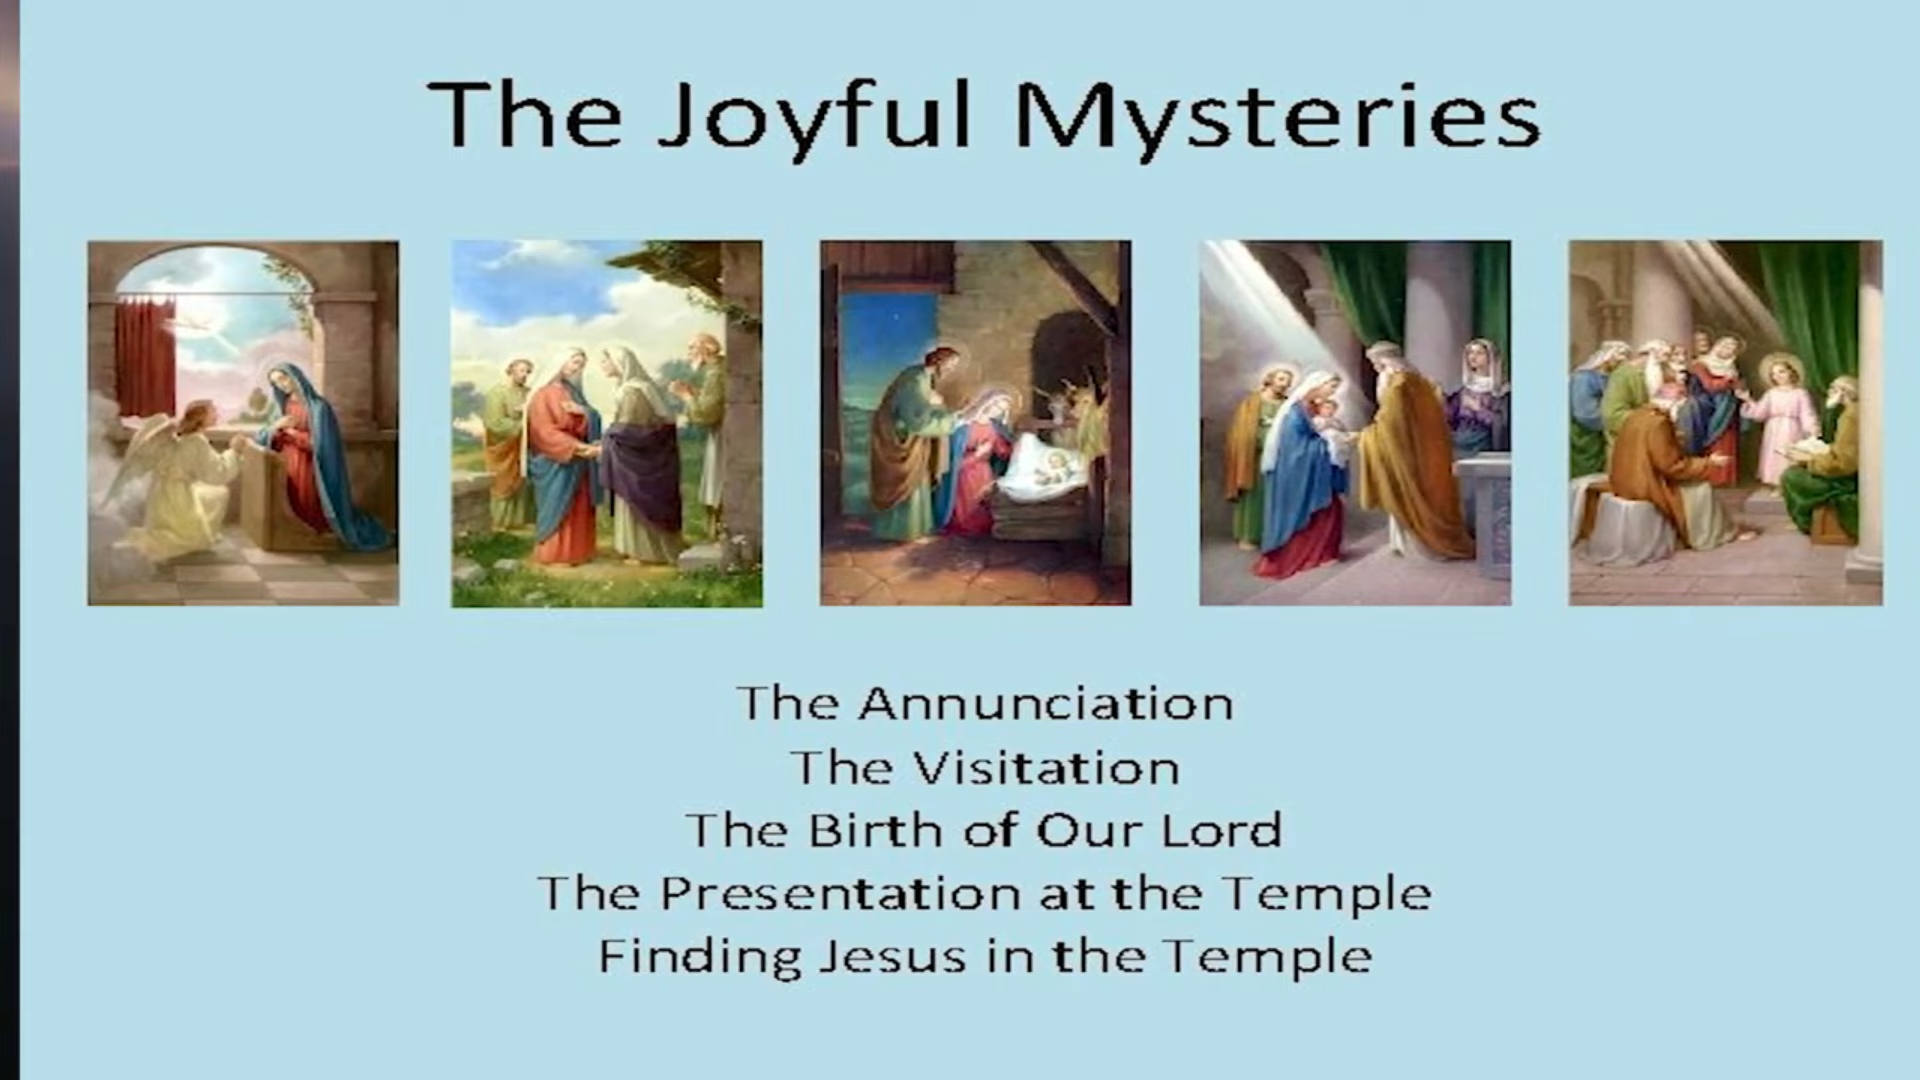 The Joyful Mysteries
The Annunciation
The Visitation
The Birth of Our Lord
The Presentation at the Temple
Finding Jesus in the Temple